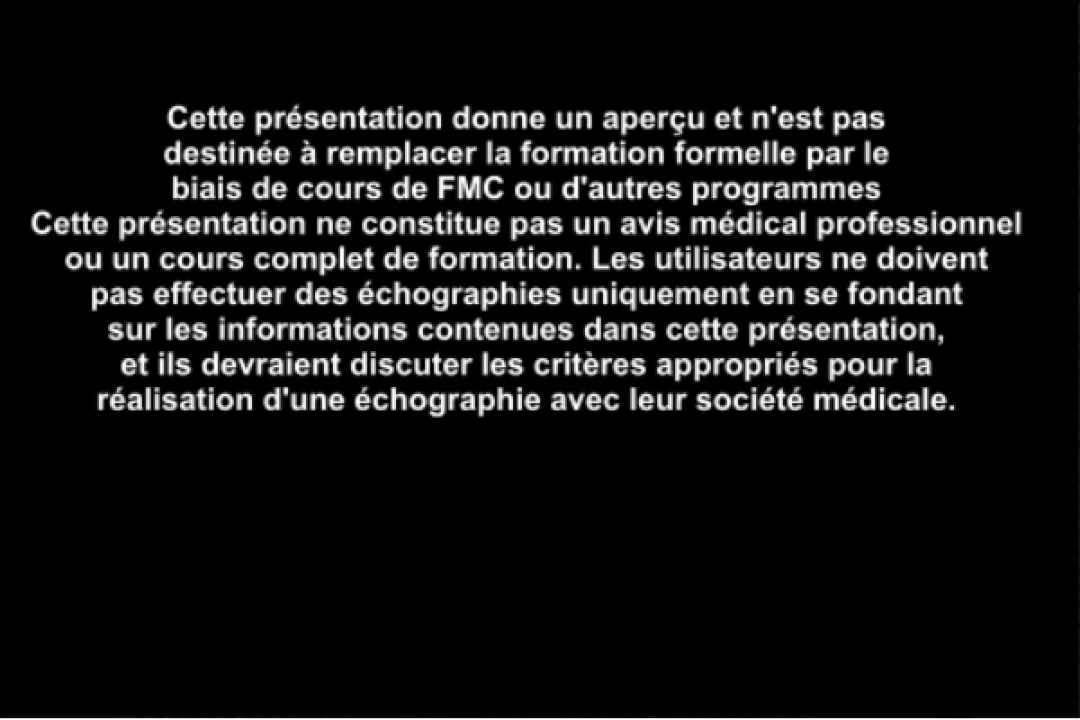 Cette présentation donne un aperçu et n'est pas
destinée à remplacer la formation formelle par le
biais de cours de FMC ou d'autres programmes
Cette présentation ne constitue pas un avis médical professionnel
ou un cours complet de formation. Les utilisateurs ne doivent
pas effectuer des échographies uniquement en se fondant
sur les informations contenues dans cette présentation,
et ils devraient discuter les critères appropriés pour la
réalisation d'une échographie avec leur société médicale.